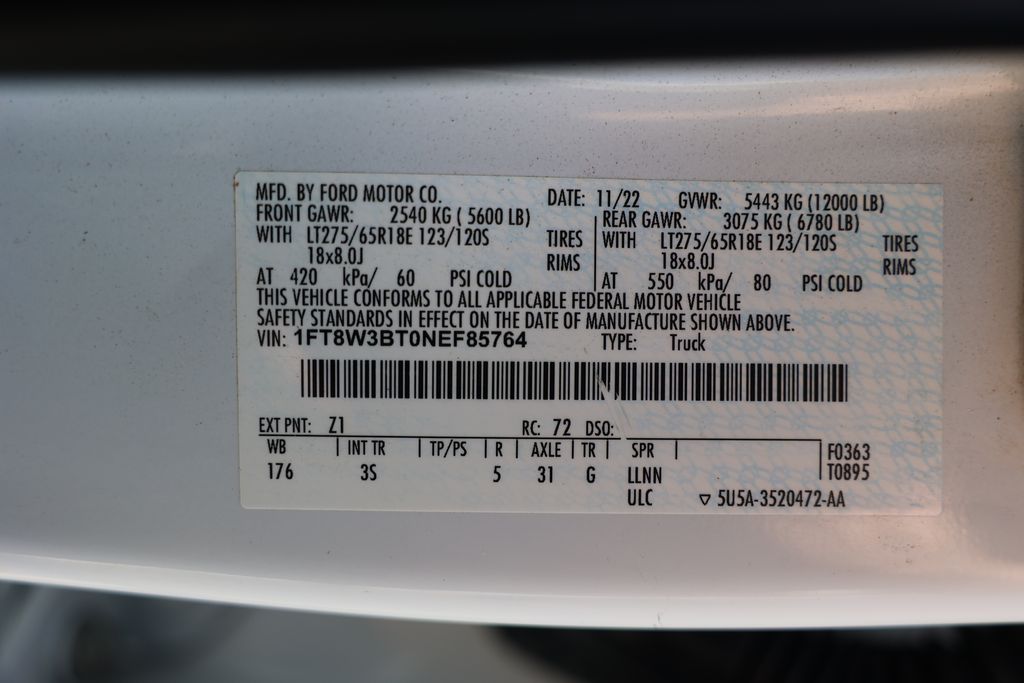 MFD. BY FORD MOTOR CO. DATE: 11/22 GVWR: 5443 KG (12000 LB)
FRONT GAWR: 2540 KG ( 5600 LB) REAR GAWR: 3075 KG ( 6780 LB)
WITH LT275/65R18E 123/120S TIRES WITH LT275/65R18E 123/120S TIRES
18x8.0J RIMS 18x8.0J RIMS
AT 420 kPa/ 60 PSI COLD AT 550 kPa/ 80 PSI COLD
THIS VEHICLE CONFORMS TO ALL APPLICABLE FEDERAL MOTOR VEHICLE
SAFETY STANDARDS IN EFFECT ON THE DATE OF MANUFACTURE SHOWN ABOVE.
VIN: 1FT8W3BT0NEF85764 TYPE: Truck
EXT PNT: Z1 RC: 72 DSO:
WB INT TR TP/PS R AXLE TR SPR F0363
176 3S 5 31 G LLNN T0895
ULC ▽ 5U5A-3520472-AA